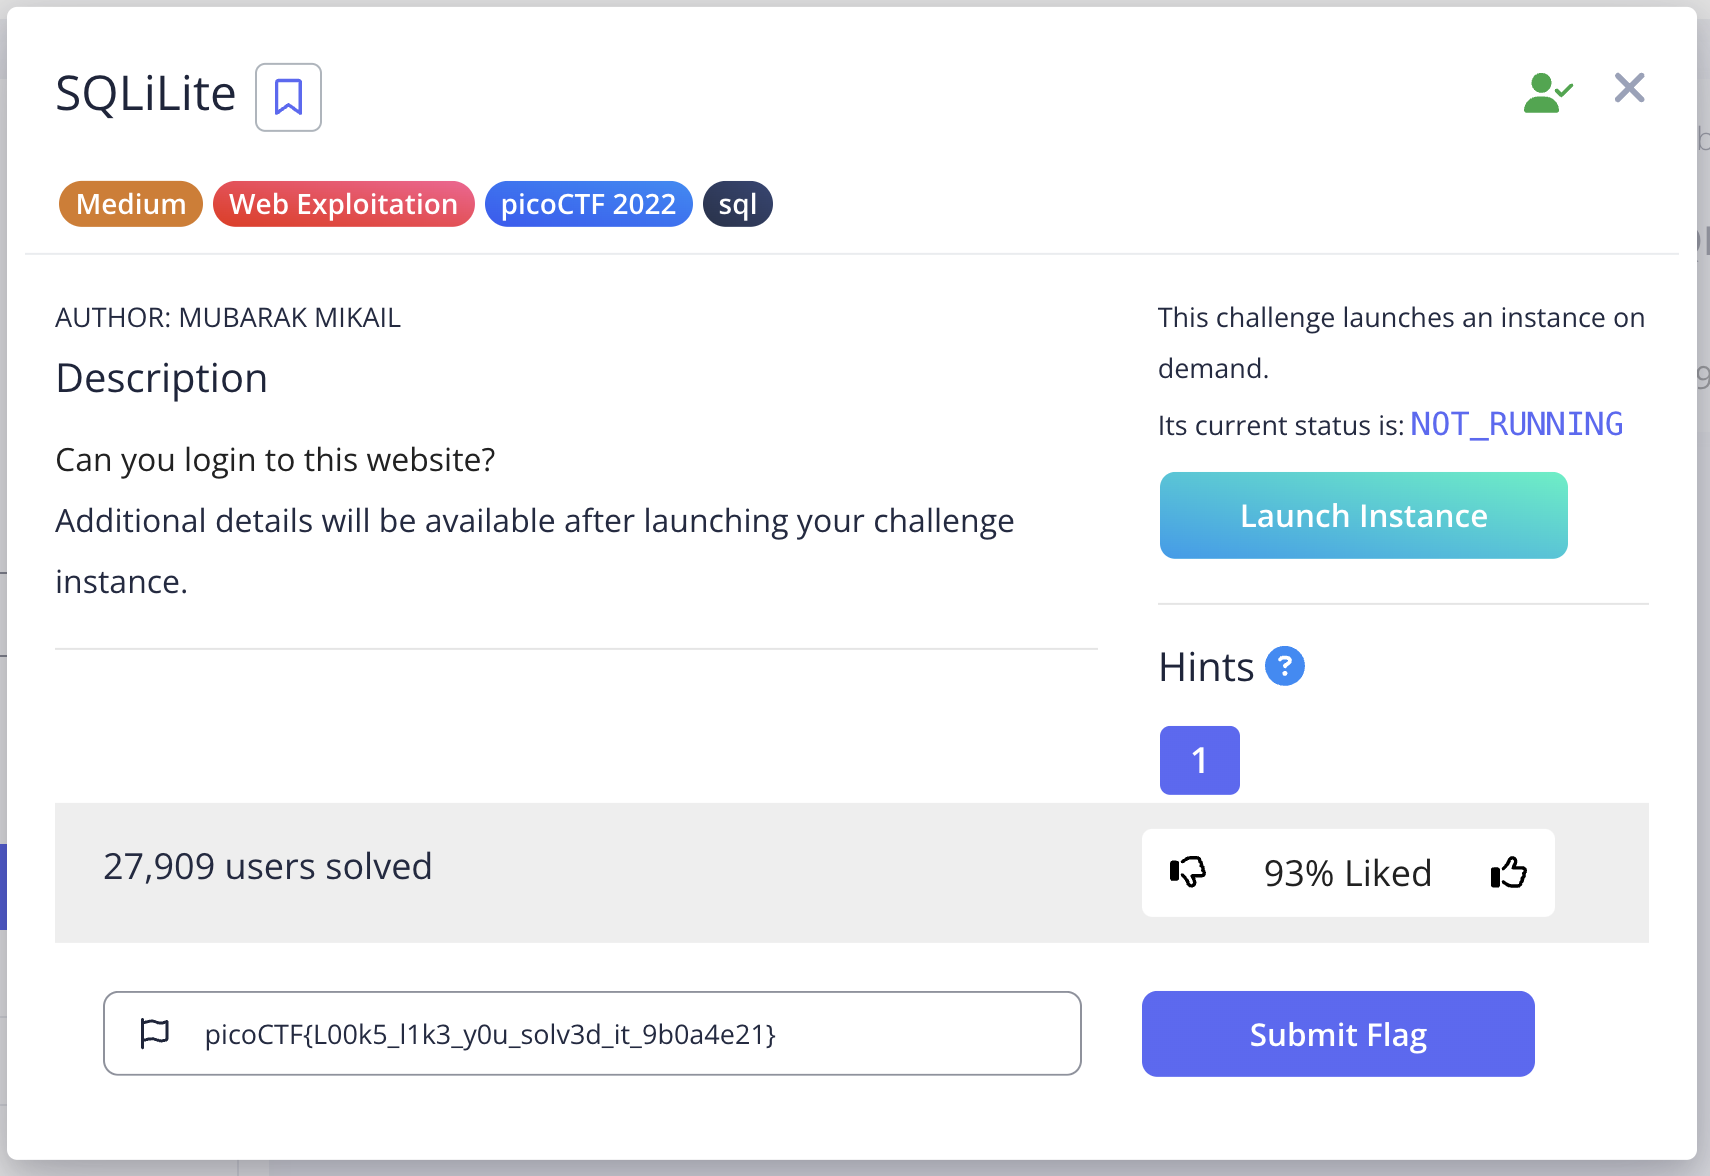 SQLiLite
Medium
Web Exploitation
picoCTF 2022
sql
AUTHOR: MUBARAK MIKAIL
Description
Can you login to this website?
Additional details will be available after launching your challenge
instance.
This challenge launches an instance on
demand.
Its current status is: NOT_RUNNING
Launch Instance
Hints ?
1
27,909 users solved
93% Liked
picoCTF{L00k5_l1k3_y0u_solv3d_it_9b0a4e21}
Submit Flag